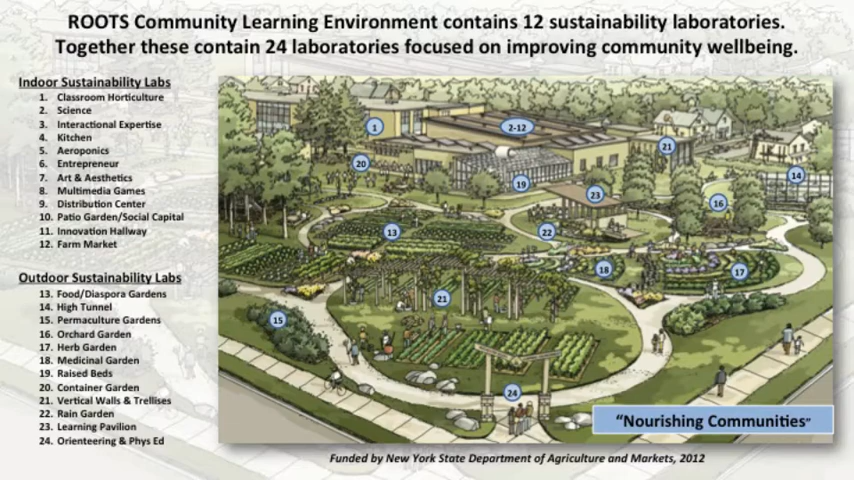 ROOTS Community Learning Environment contains 12 sustainability laboratories.
Together these contain 24 laboratories focused on improving community wellbeing.
Indoor Sustainability Labs
1. Classroom Horticulture
2. Science
3. Interactional Expertise
4. Kitchen
5. Aeroponics
6. Entrepreneur
7. Art & Aesthetics
8. Multimedia Games
9. Distribution Center
10. Patio Garden/Social Capital
11. Innovation Hallway
12. Farm Market
Outdoor Sustainability Labs
13. Food/Diaspora Gardens
14. High Tunnel
15. Permaculture Gardens
16. Orchard Garden
17. Herb Garden
18. Medicinal Garden
19. Raised Beds
20. Container Garden
21. Vertical Walls & Trellises
22. Rain Garden
23. Learning Pavilion
24. Orienteering & Phys Ed
1
2-12
21
20
14
19
23
16
13
22
18
17
21
15
24
“Nourishing Communities”
Funded by New York State Department of Agriculture and Markets, 2012